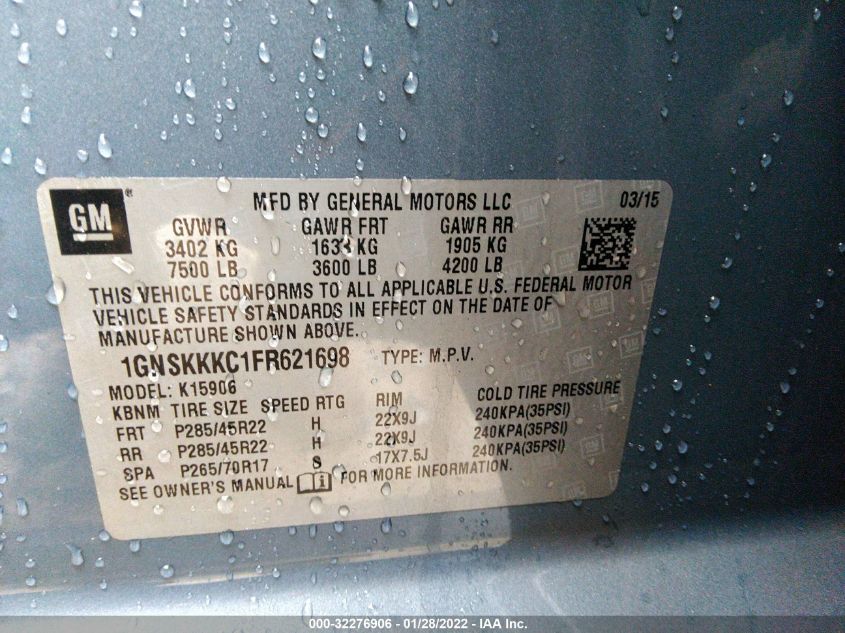 GM ® MFD BY GENERAL MOTORS LLC 03/15
GVWR GAWR FRT GAWR RR
3402 KG 1633 KG 1905 KG
7500 LB 3600 LB 4200 LB
THIS VEHICLE CONFORMS TO ALL APPLICABLE U.S. FEDERAL MOTOR
VEHICLE SAFETY STANDARDS IN EFFECT ON THE DATE OF
MANUFACTURE SHOWN ABOVE.
1GNSKKKC1FR621698 TYPE: M.P.V.
MODEL: K15906
KBNM TIRE SIZE SPEED RTG RIM COLD TIRE PRESSURE
FRT P285/45R22 H 22X9J 240KPA(35PSI)
RR P285/45R22 H 22X9J 240KPA(35PSI)
SPA P265/70R17 S 17X7.5J 240KPA(35PSI)
SEE OWNER'S MANUAL FOR MORE INFORMATION.
000-32276906 - 01/28/2022 - IAA Inc.